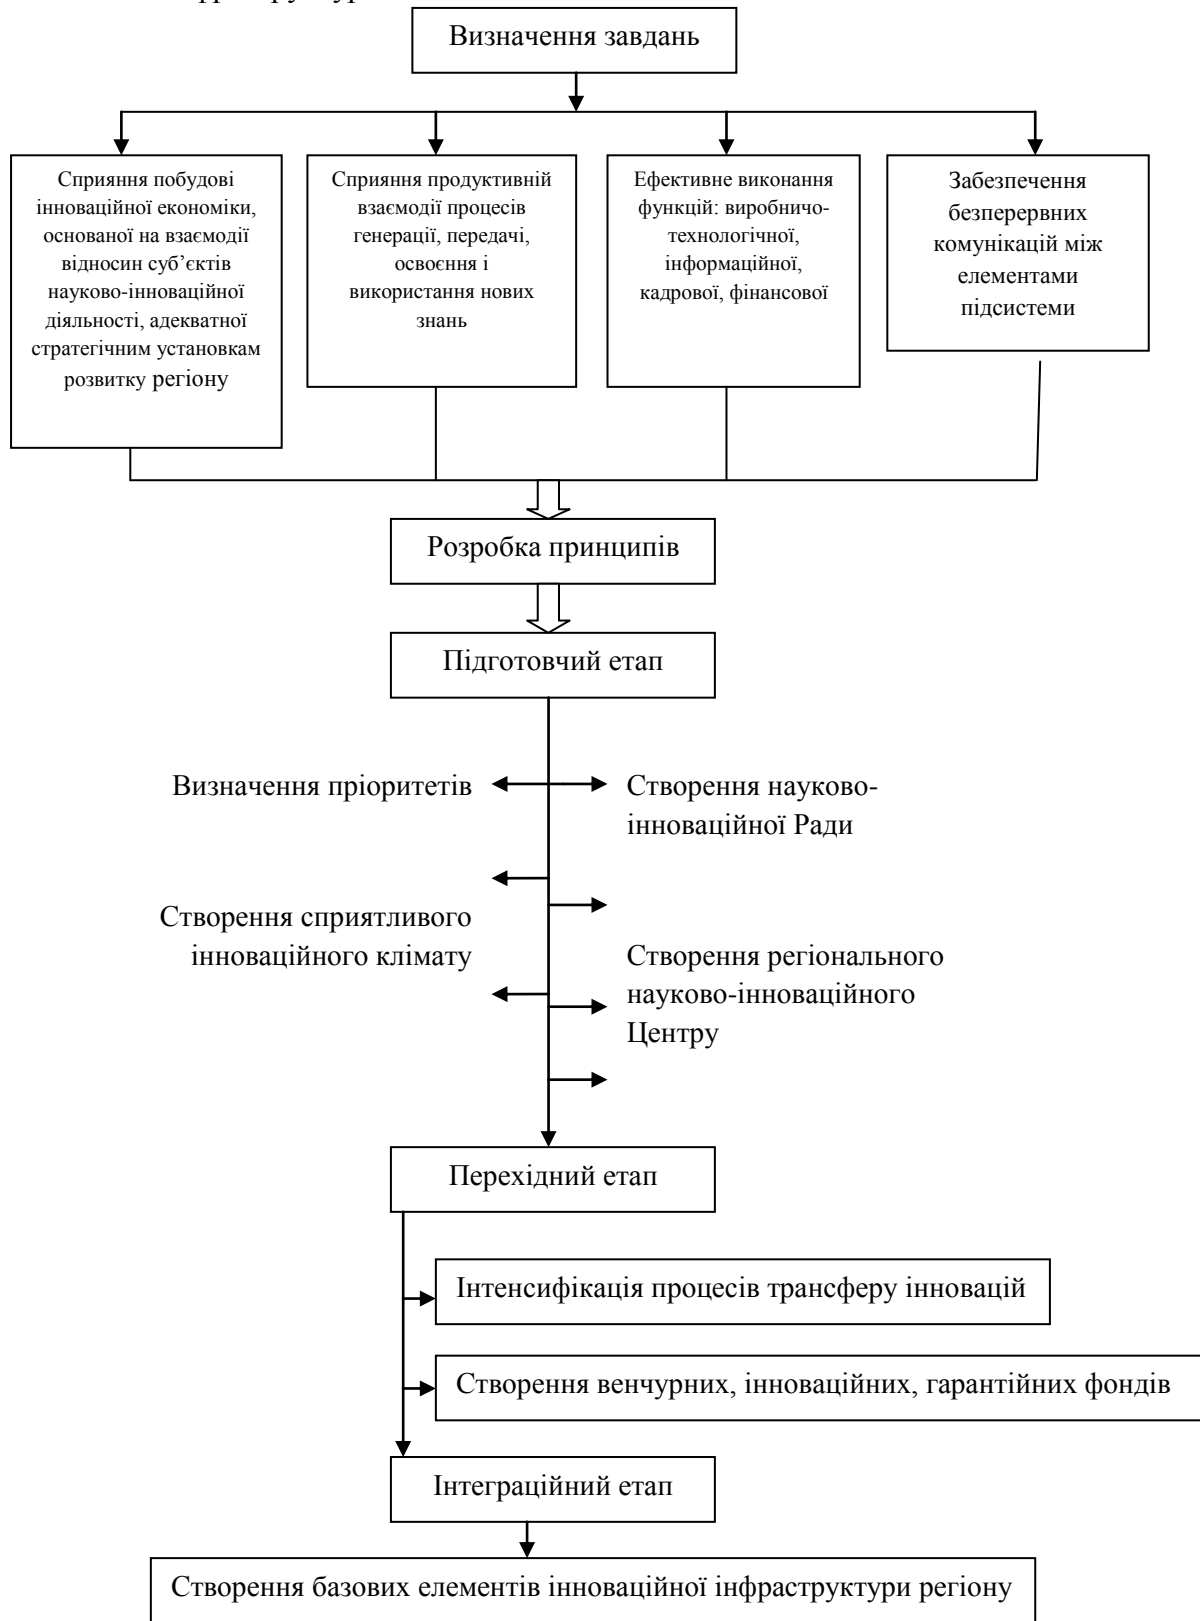 Визначення завдань
Сприяння побудові
інноваційної економіки,
основаної на взаємодії
відносин суб’єктів
науково-інноваційної
діяльності, адекватної
стратегічним установкам
розвитку регіону
Сприяння продуктивній
взаємодії процесів
генерації, передачі,
освоєння і
використання нових
знань
Ефективне виконання
функцій: виробничо-
технологічної,
інформаційної,
кадрової, фінансової
Забезпечення
безперервних
комунікацій між
елементами
підсистеми
Розробка принципів
Підготовчий етап
Визначення пріоритетів
Створення науково-
інноваційної Ради
Створення сприятливого
інноваційного клімату
Створення регіонального
науково-інноваційного
Центру
Перехідний етап
Інтенсифікація процесів трансферу інновацій
Створення венчурних, інноваційних, гарантійних фондів
Інтеграційний етап
Створення базових елементів інноваційної інфраструктури регіону